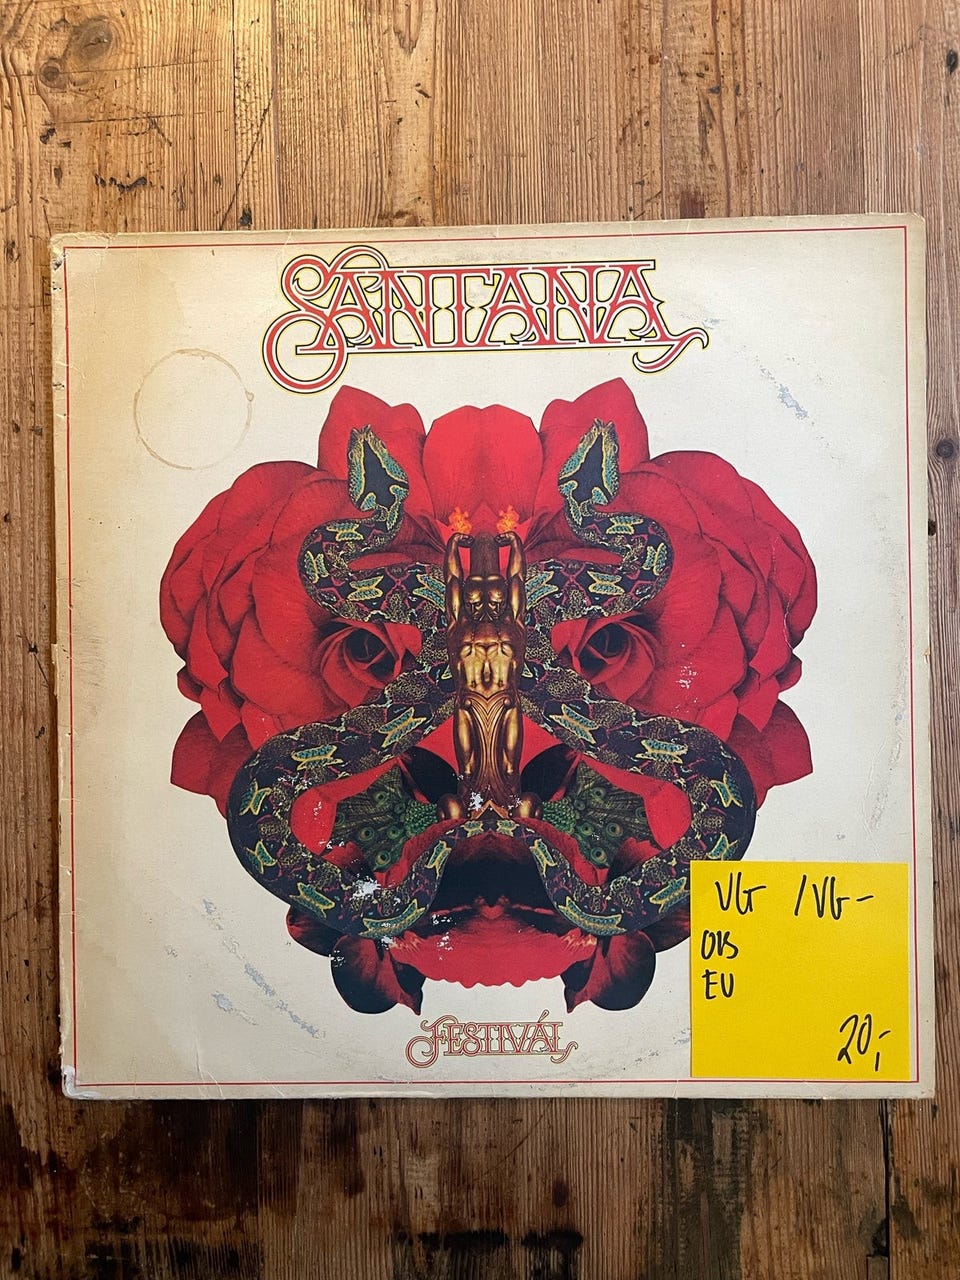 SANTANA
FESTIVÁL
VG /VG-
OIS
EU
20,-